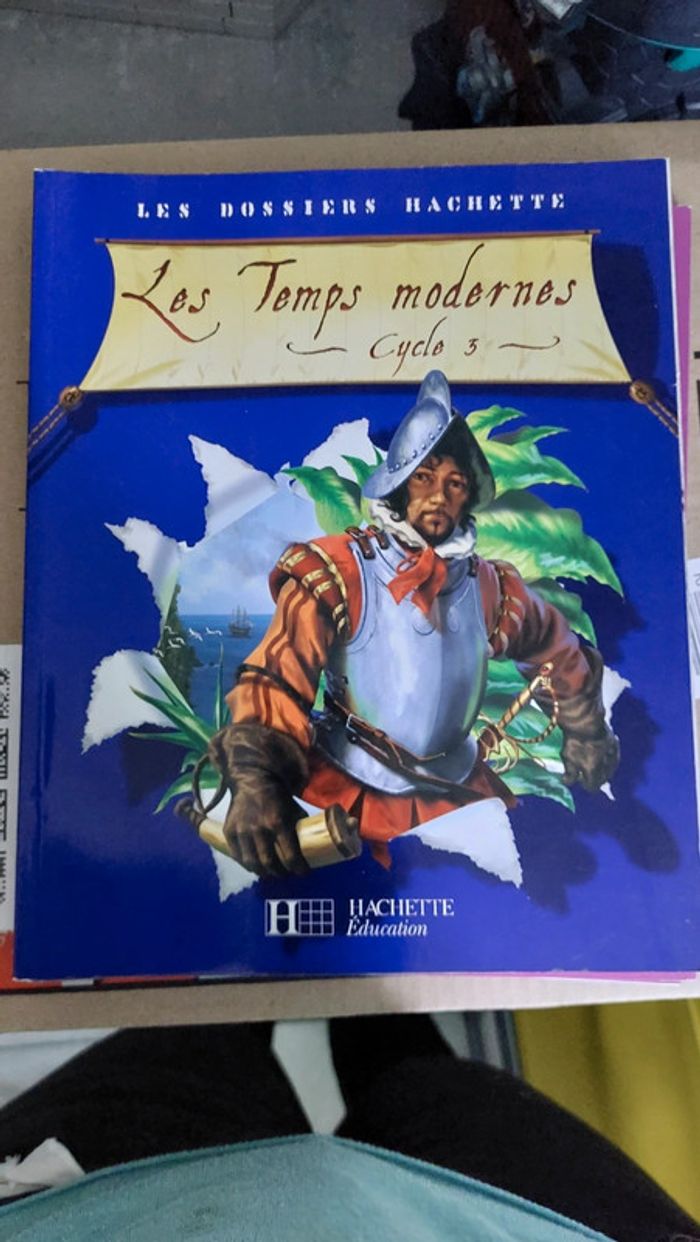 LES DOSSIERS HACHETTE
Les Temps modernes
Cycle 3
H
HACHETTE
Éducation